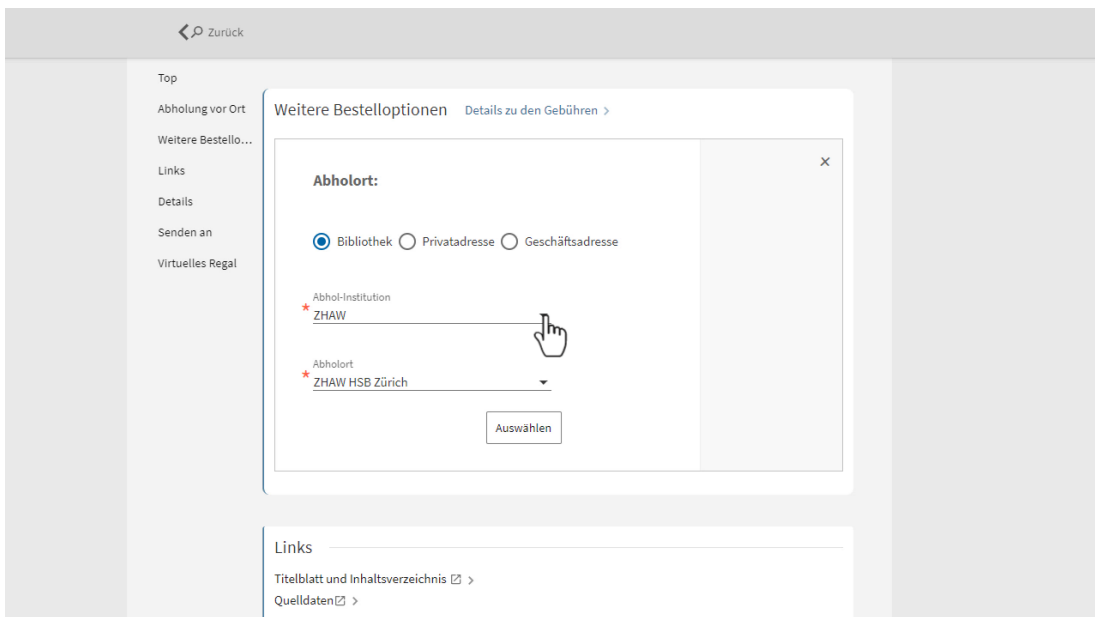 Zurück
Top
Abholung vor Ort
Weitere Bestello...
Links
Details
Senden an
Virtuelles Regal
Weitere Bestelloptionen Details zu den Gebühren >
×
Abholort:
Bibliothek Privatadresse Geschäftsadresse
Abhol-Institution
* ZHAW
Abholort
* ZHAW HSB Zürich
Auswählen
Links
Titelblatt und Inhaltsverzeichnis >
Quelldaten >